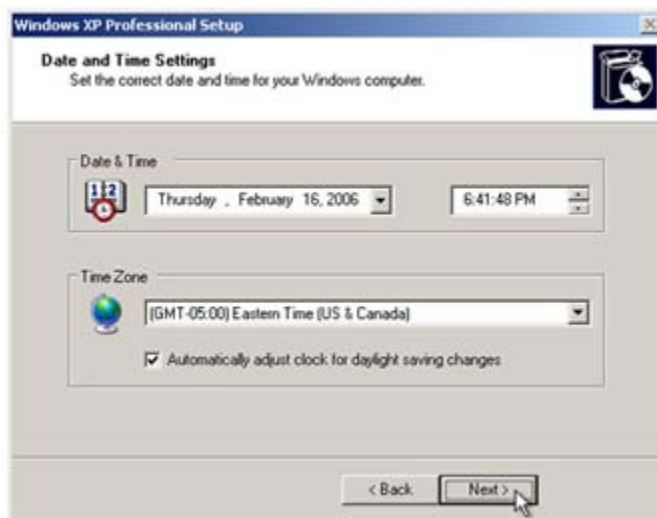 Windows XP Professional Setup
Date and Time Settings
Set the correct date and time for your Windows computer.
Date & Time
1 2
Thursday , February 16, 2006
6:41:48 PM
Time Zone
(GMT-05:00) Eastern Time (US & Canada)
Automatically adjust clock for daylight saving changes
< Back
Next >